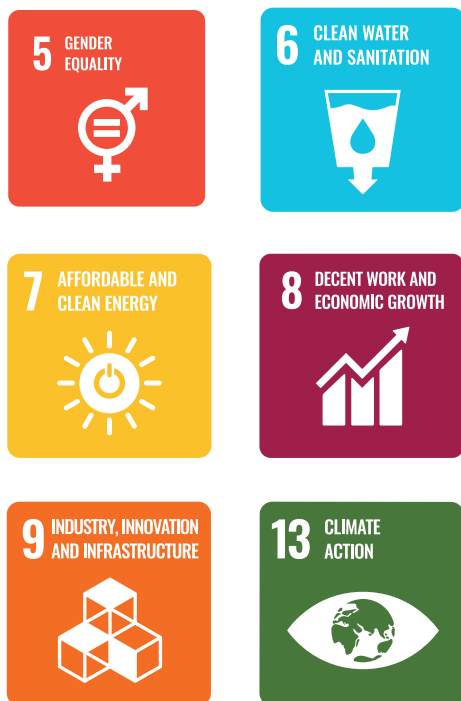 5 GENDER
EQUALITY
6 CLEAN WATER
AND SANITATION
7 AFFORDABLE AND
CLEAN ENERGY
8 DECENT WORK AND
ECONOMIC GROWTH
9 INDUSTRY, INNOVATION
AND INFRASTRUCTURE
13 CLIMATE
ACTION